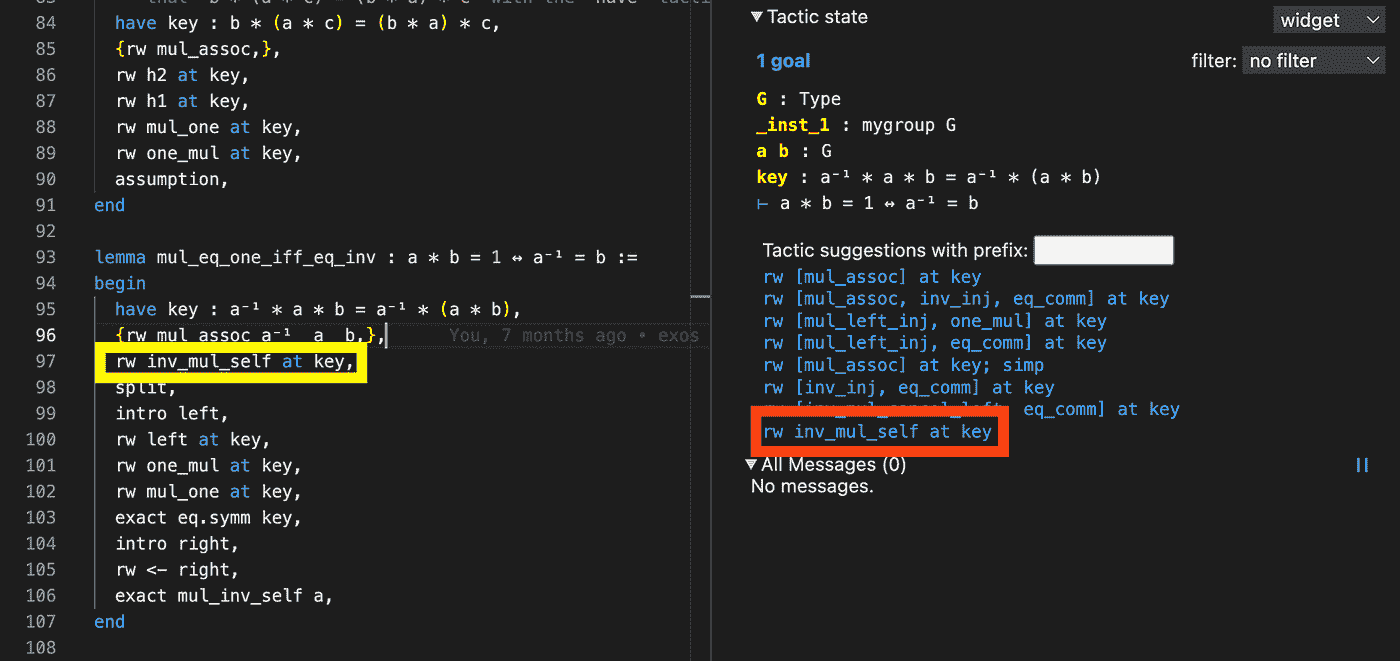 84 have key : b * (a * c) = (b * a) * c,
85 {rw mul_assoc,},
86 rw h2 at key,
87 rw h1 at key,
88 rw mul_one at key,
89 rw one_mul at key,
90 assumption,
91 end
92
93 lemma mul_eq_one_iff_eq_inv : a * b = 1 ↔ a⁻¹ = b :=
94 begin
95 have key : a⁻¹ * a * b = a⁻¹ * (a * b),
96 {rw mul_assoc a⁻¹ a b,}, You, 7 months ago • exos
97 rw inv_mul_self at key,
98 split,
99 intro left,
100 rw left at key,
101 rw one_mul at key,
102 rw mul_one at key,
103 exact eq.symm key,
104 intro right,
105 rw <- right,
106 exact mul_inv_self a,
107 end
108
▼Tactic state
widget
1 goal
filter: no filter
G : Type
_inst_1 : mygroup G
a b : G
key : a⁻¹ * a * b = a⁻¹ * (a * b)
⊢ a * b = 1 ↔ a⁻¹ = b
Tactic suggestions with prefix:
rw [mul_assoc] at key
rw [mul_assoc, inv_inj, eq_comm] at key
rw [mul_left_inj, one_mul] at key
rw [mul_left_inj, eq_comm] at key
rw [mul_assoc] at key; simp
rw [inv_inj, eq_comm] at key
eq_comm] at key
rw inv_mul_self at key
▼All Messages (0)
No messages.